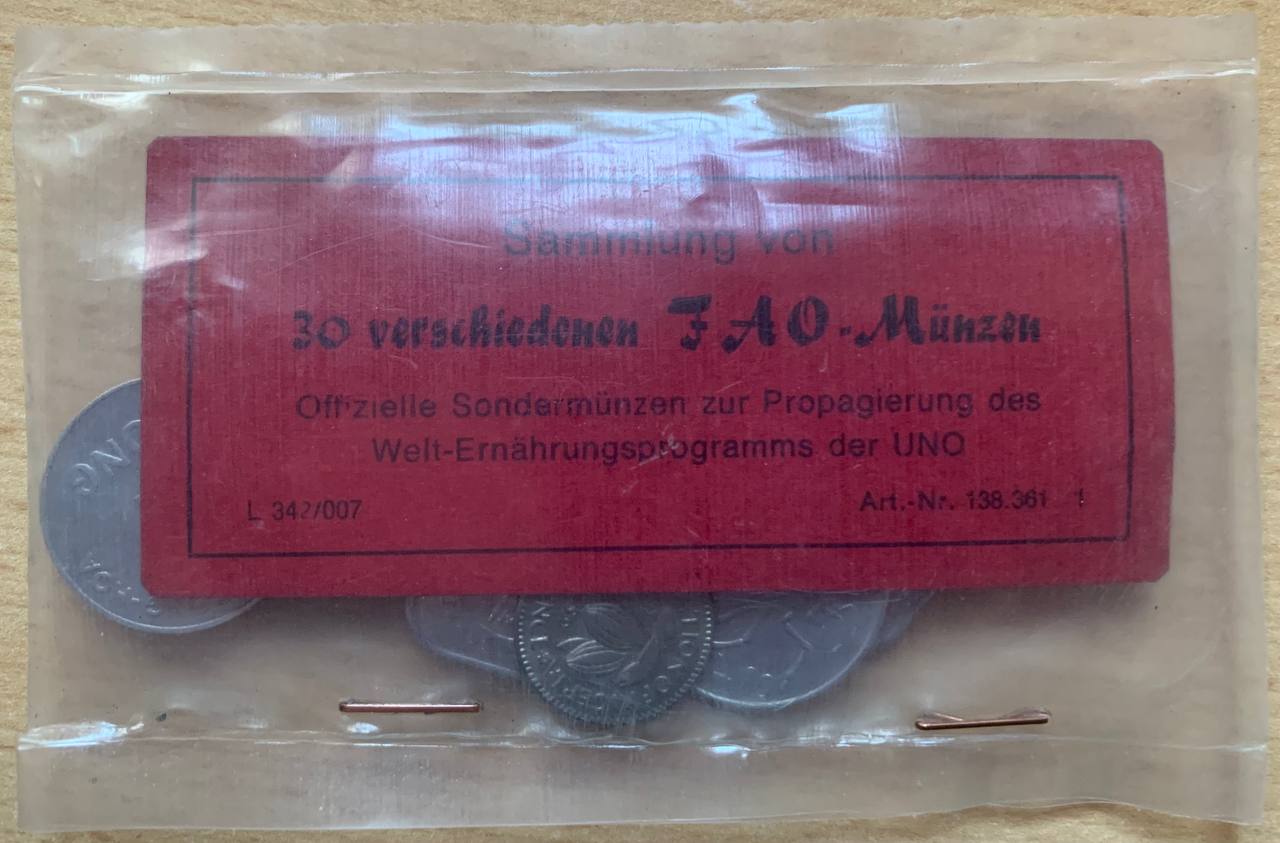 Sammlung von
30 verschiedenen FAO-Münzen
Offizielle Sondermünzen zur Propagierung des
Welt-Ernährungsprogramms der UNO
L 342/007
Art.-Nr. 138.361 1